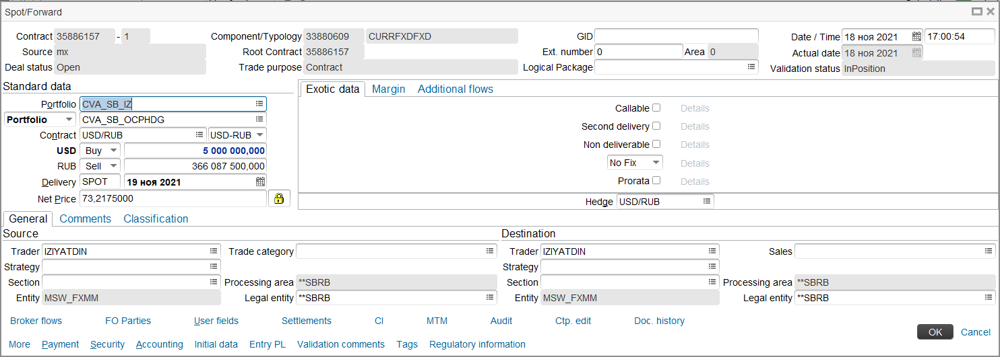 Spot/Forward
Contract 35886157 - 1 Component/Typology 33880609 CURRFXDFXD GID Date / Time 18 ноя 2021 17:00:54
Source mx Root Contract 35886157 Ext. number 0 Area 0 Actual date 18 ноя 2021
Deal status Open Trade purpose Contract Logical Package Validation status InPosition
Standard data
Portfolio CVA_SB_IZ
Portfolio CVA_SB_OCPHDG
Contract USD/RUB USD-RUB
USD Buy 5 000 000,000
RUB Sell 366 087 500,000
Delivery SPOT 19 ноя 2021
Net Price 73,2175000
Exotic data Margin Additional flows
Callable Details
Second delivery Details
Non deliverable Details
No Fix Details
Prorata Details
Hedge USD/RUB
General Comments Classification
Source
Trader IZIYATDIN Trade category
Strategy
Section Processing area **SBRB
Entity MSW_FXMM Legal entity **SBRB
Destination
Trader IZIYATDIN Sales
Strategy
Section Processing area **SBRB
Entity MSW_FXMM Legal entity **SBRB
Broker flows FO Parties User fields Settlements CI MTM Audit Ctp. edit Doc. history
OK Cancel
More Payment Security Accounting Initial data Entry PL Validation comments Tags Regulatory information